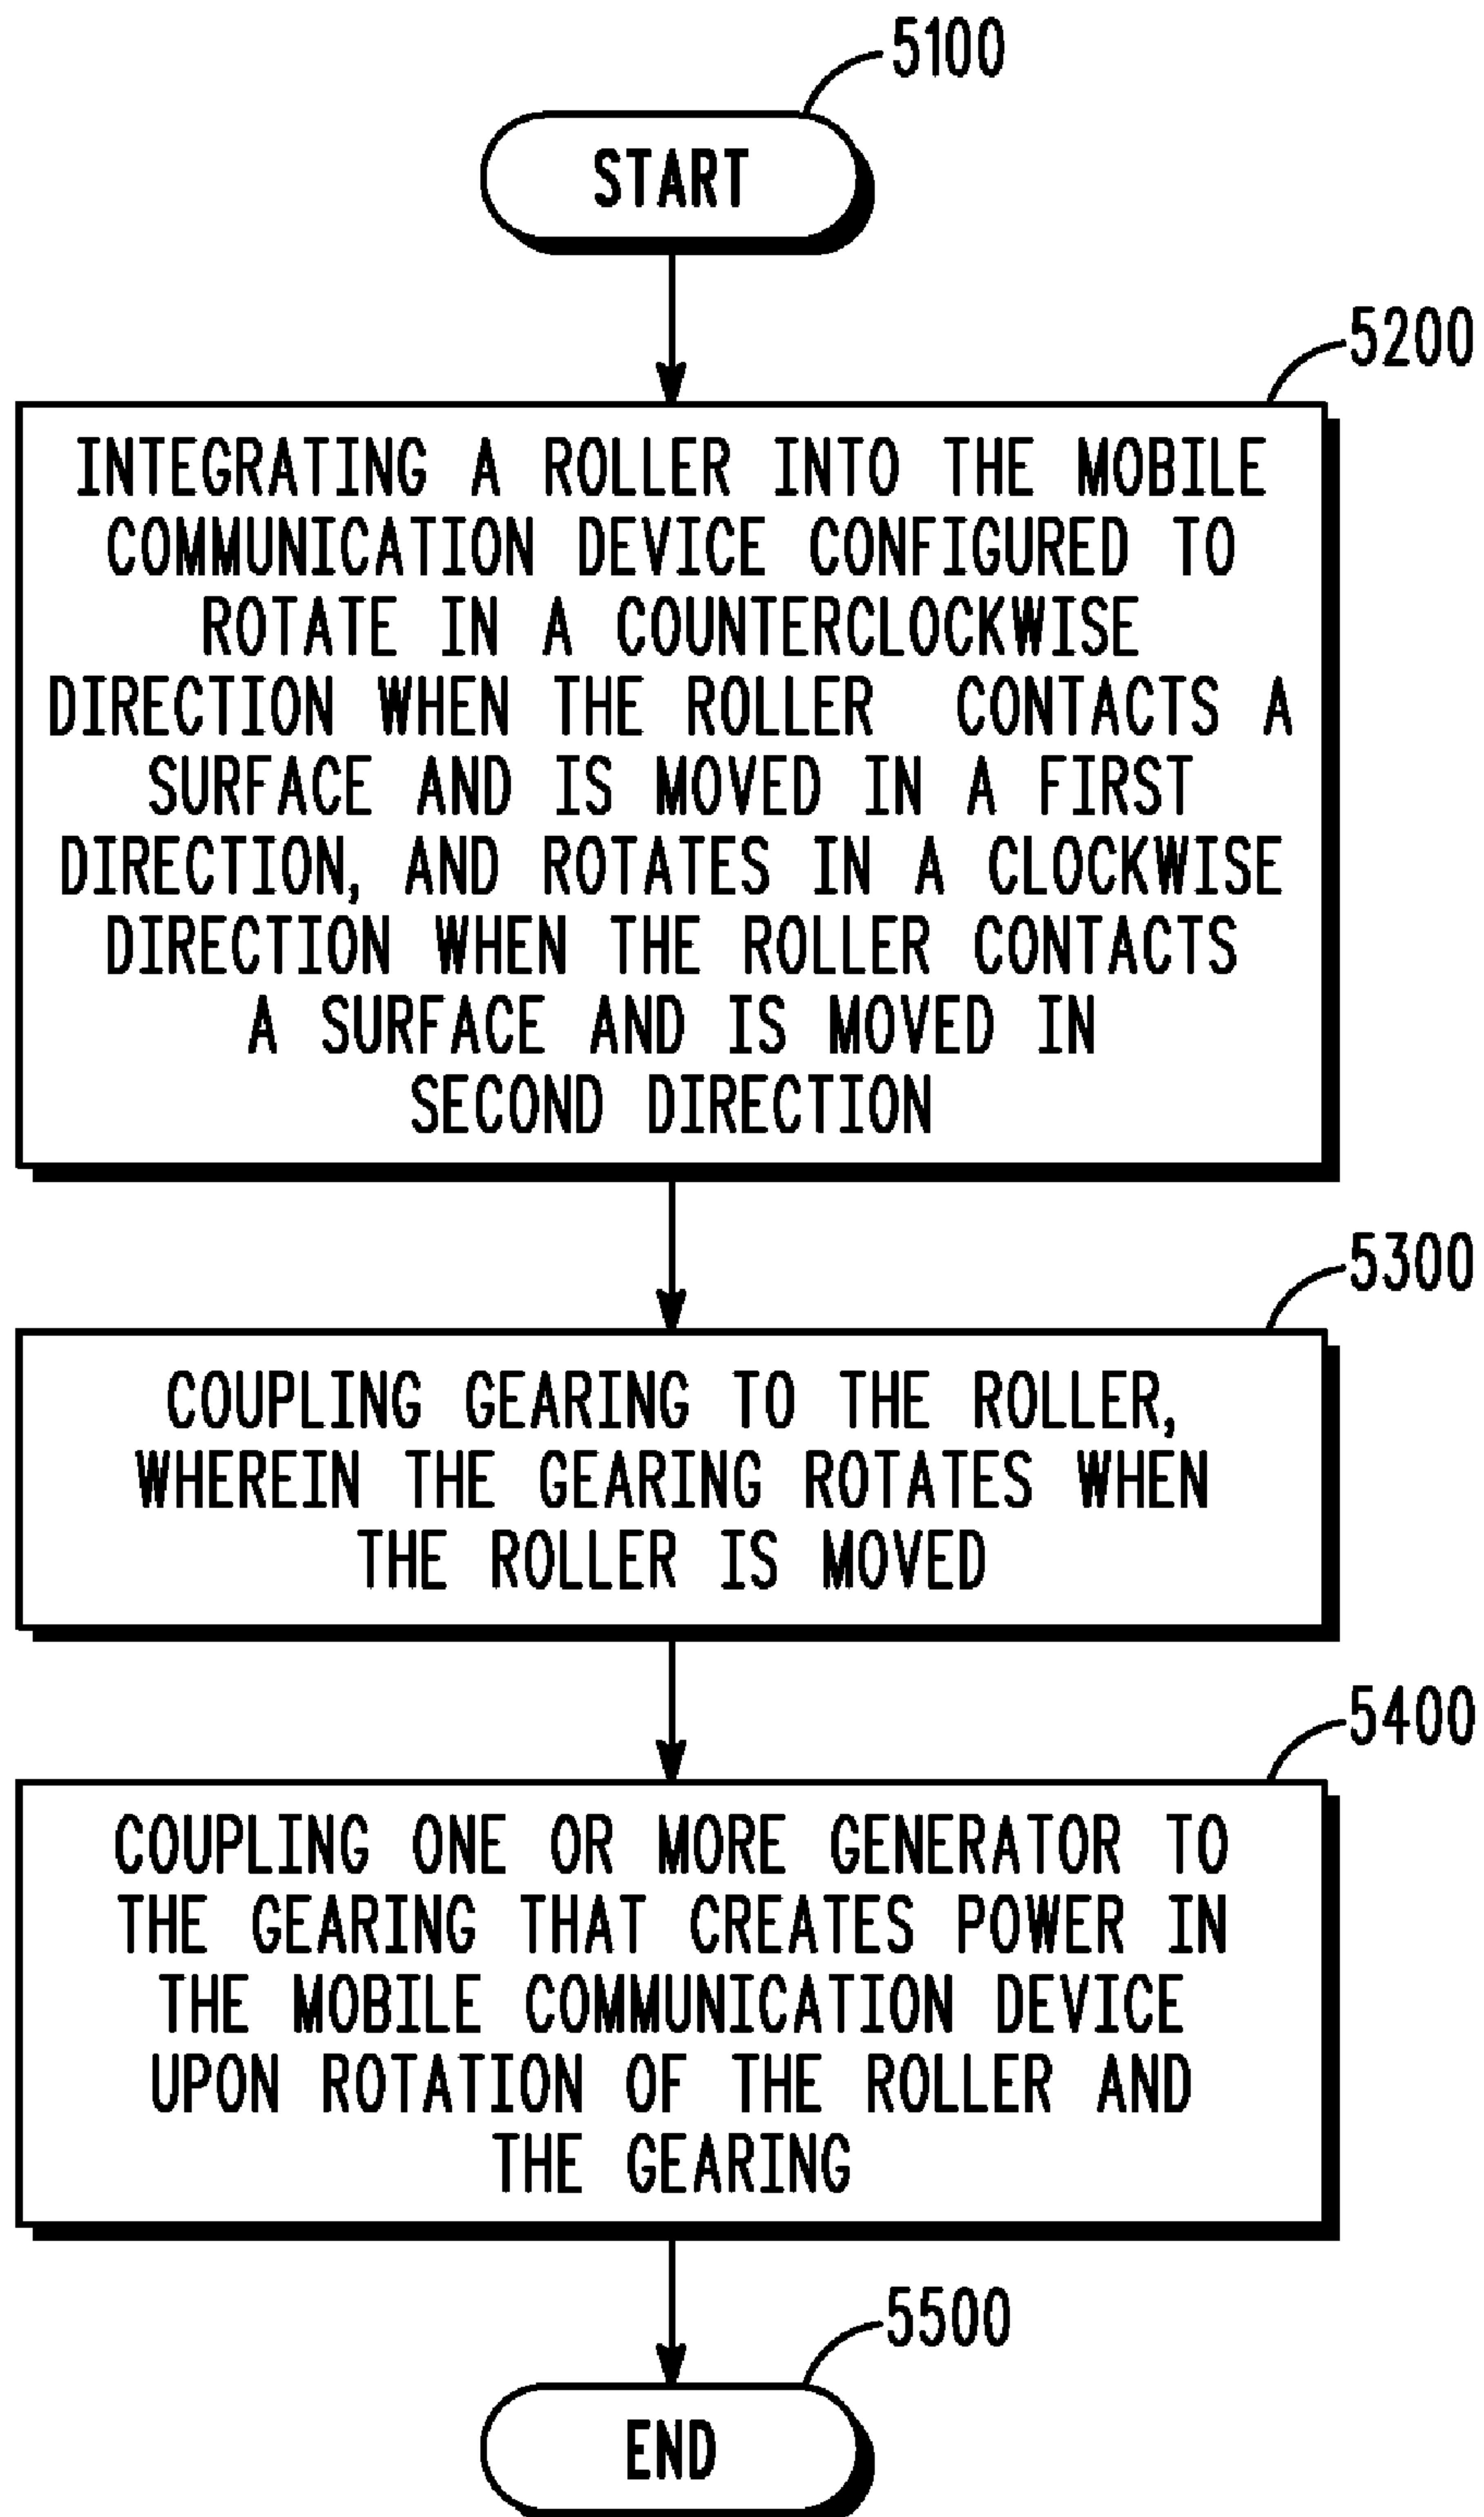 5100
START
5200
INTEGRATING A ROLLER INTO THE MOBILE
COMMUNICATION DEVICE CONFIGURED TO
ROTATE IN A COUNTERCLOCKWISE
DIRECTION WHEN THE ROLLER CONTACTS A
SURFACE AND IS MOVED IN A FIRST
DIRECTION, AND ROTATES IN A CLOCKWISE
DIRECTION WHEN THE ROLLER CONTACTS
A SURFACE AND IS MOVED IN
SECOND DIRECTION
5300
COUPLING GEARING TO THE ROLLER,
WHEREIN THE GEARING ROTATES WHEN
THE ROLLER IS MOVED
5400
COUPLING ONE OR MORE GENERATOR TO
THE GEARING THAT CREATES POWER IN
THE MOBILE COMMUNICATION DEVICE
UPON ROTATION OF THE ROLLER AND
THE GEARING
5500
END